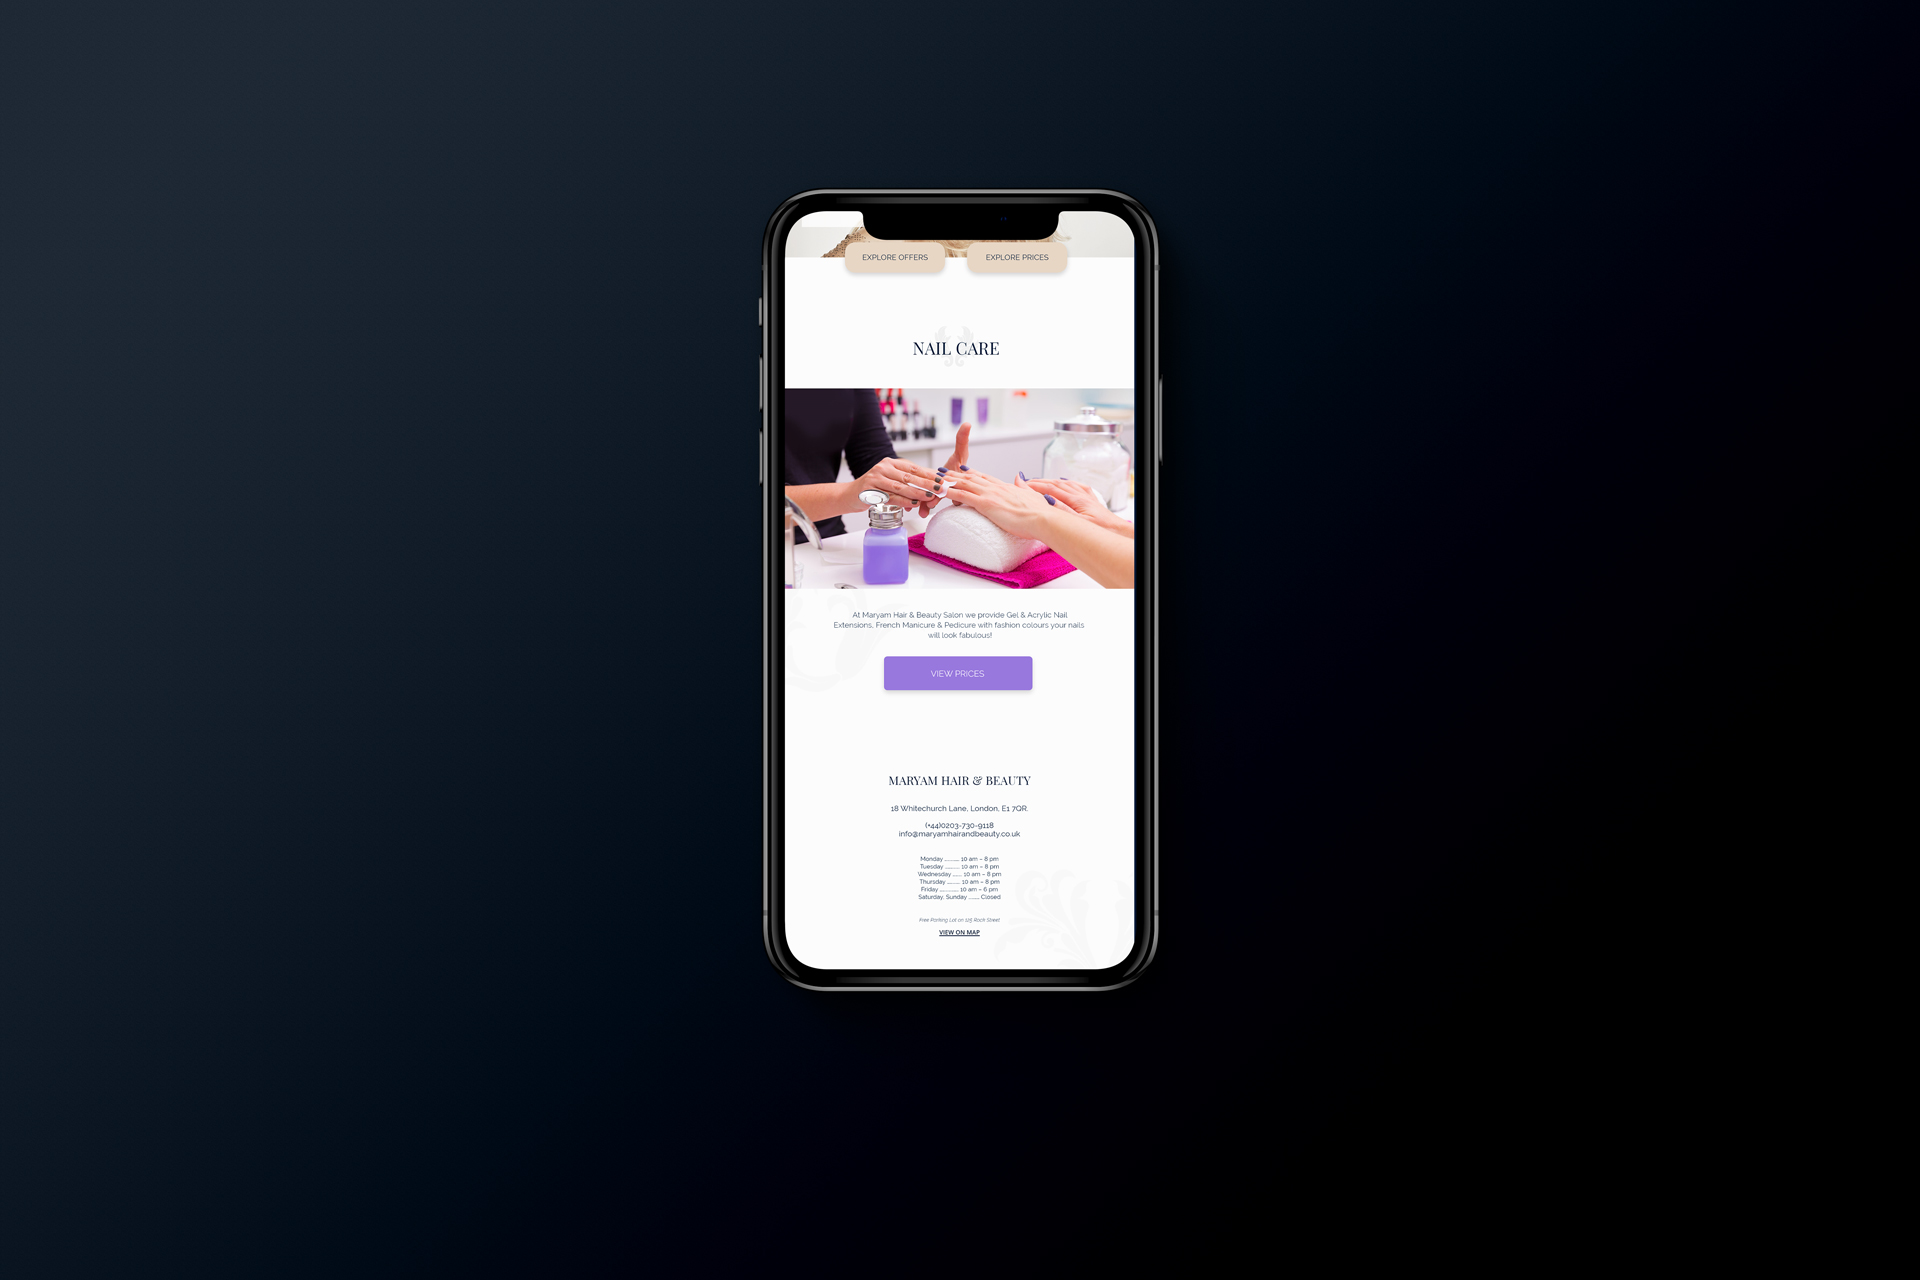 EXPLORE OFFERS EXPLORE PRICES
NAIL CARE
At Maryam Hair & Beauty Salon we provide Gel & Acrylic Nail
Extensions, French Manicure & Pedicure with fashion colours your nails
will look fabulous!
VIEW PRICES
MARYAM HAIR & BEAUTY
18 Whitechurch Lane, London, E1 7QR.
(+44)0203-730-9118
info@maryamhairandbeauty.co.uk
Monday ............ 10 am – 8 pm
Tuesday ............ 10 am – 8 pm
Wednesday ....... 10 am – 8 pm
Thursday .......... 10 am – 8 pm
Friday ............... 10 am – 6 pm
Saturday, Sunday ......... Closed
Free Parking Lot on 125 Rock Street
VIEW ON MAP